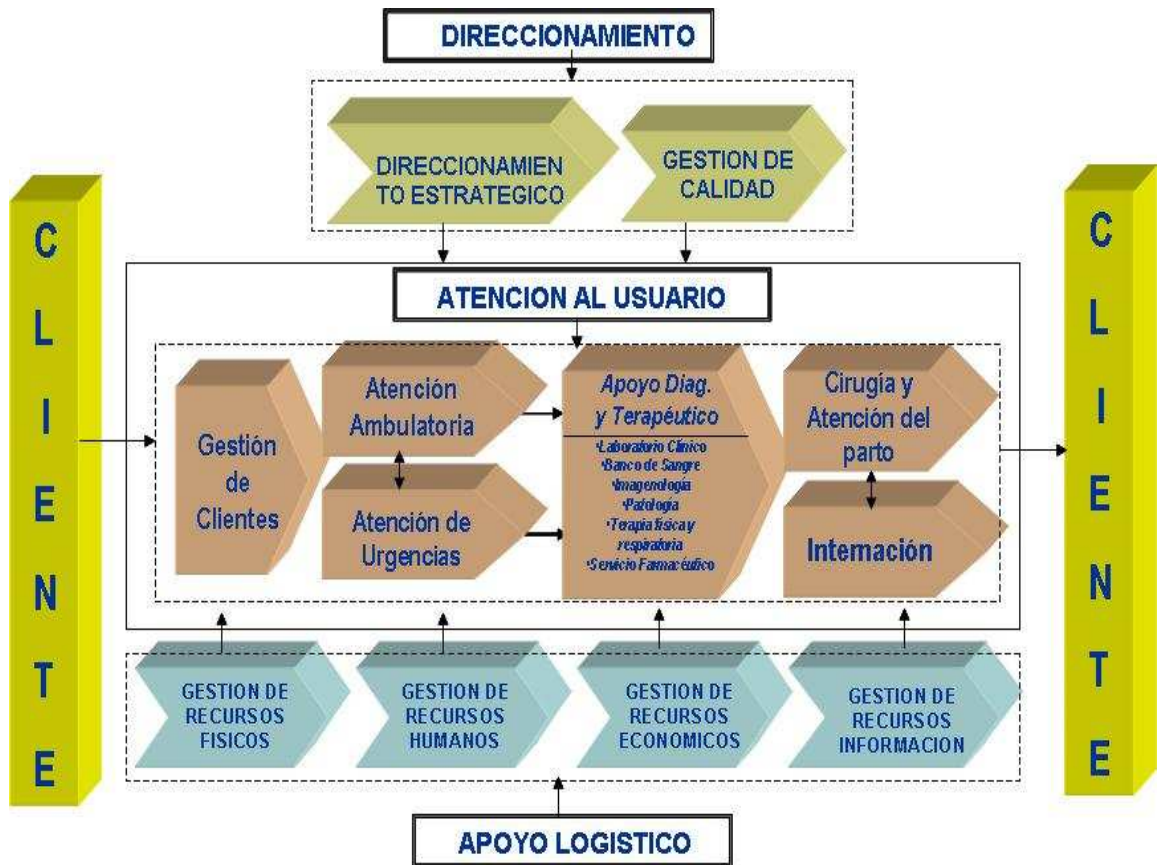 DIRECCIONAMIENTO
DIRECCIONAMIEN
TO ESTRATEGICO
GESTION DE
CALIDAD
C
L
I
E
N
T
E
ATENCION AL USUARIO
Gestión
de
Clientes
Atención
Ambulatoria
Atención de
Urgencias
Apoyo Diag.
y Terapéutico
•Laboratorio Clínico
•Banco de Sangre
•Imagenología
•Patología
•Terapia física y
respiratoria
•Servicio Farmacéutico
Cirugía y
Atención del
parto
Internación
C
L
I
E
N
T
E
GESTION DE
RECURSOS
FISICOS
GESTION DE
RECURSOS
HUMANOS
GESTION DE
RECURSOS
ECONOMICOS
GESTION DE
RECURSOS
INFORMACION
APOYO LOGISTICO